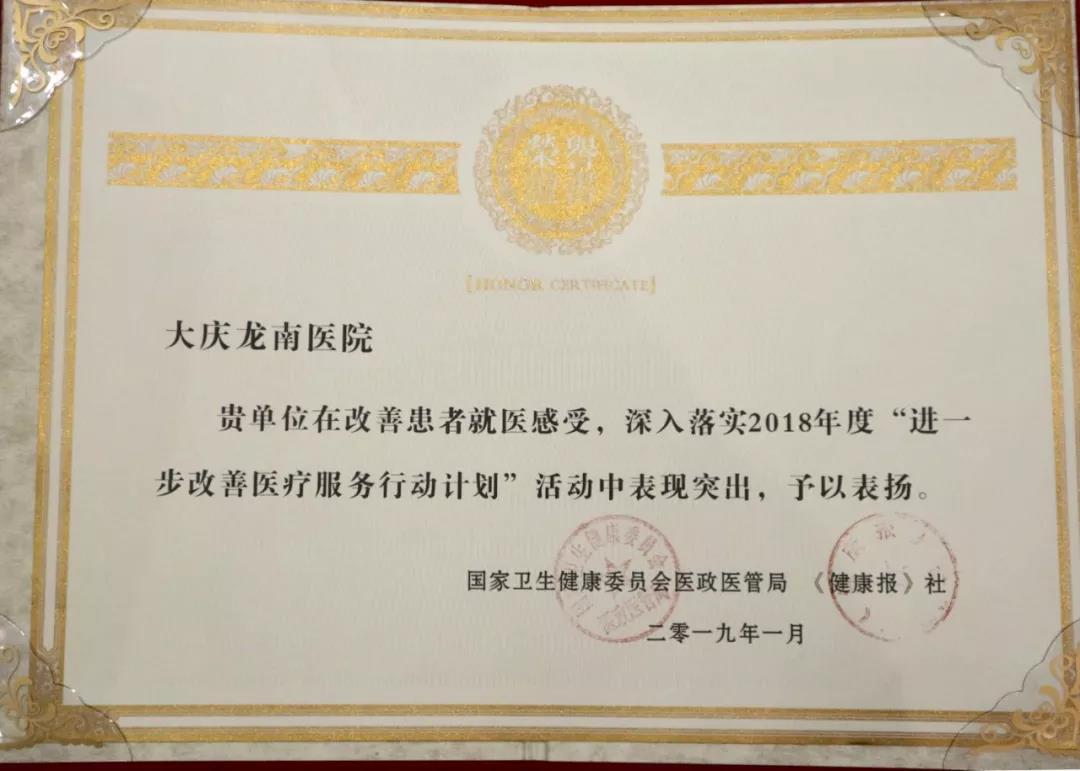 榮誉
證書
[HONOR CERTIFICATE]
大庆龙南医院
贵单位在改善患者就医感受，深入落实2018年度“进一
步改善医疗服务行动计划”活动中表现突出，予以表扬。
国家卫生健康委员会医政医管局 《健康报》社
二零一九年一月